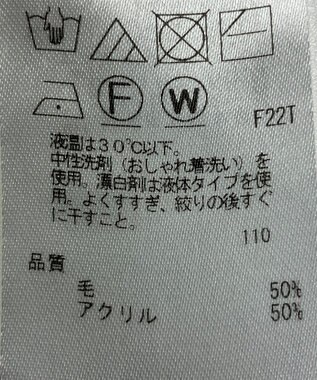 F W
F22T
液温は30℃以下。
中性洗剤（おしゃれ着洗い）を
使用。漂白剤は液体タイプを使
用。よくすすぎ、絞りの後すぐ
に干すこと。
110
品質
毛 50%
アクリル 50%